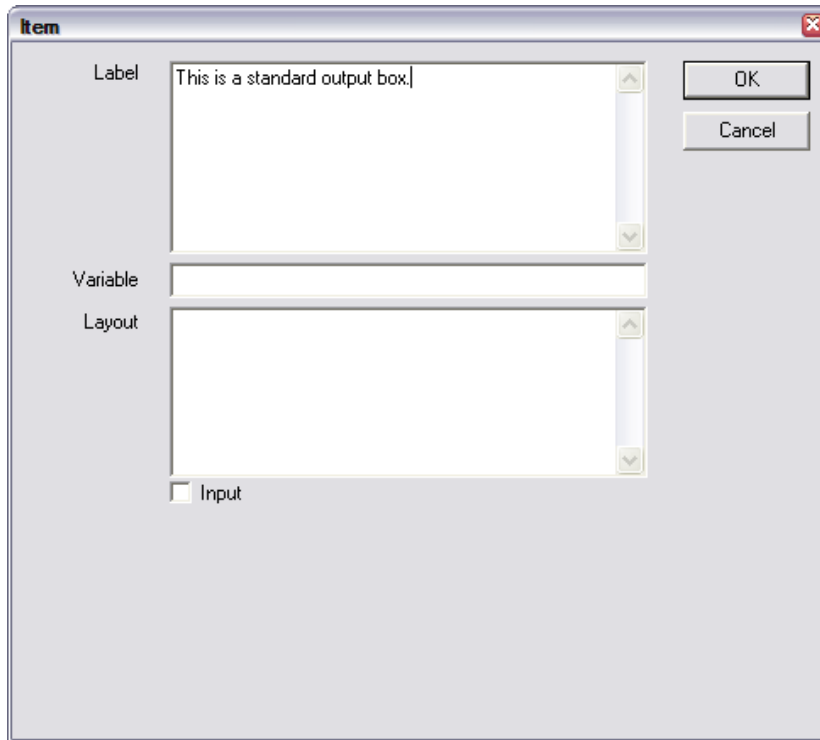 Item
Label This is a standard output box. OK
Cancel
Variable
Layout
Input